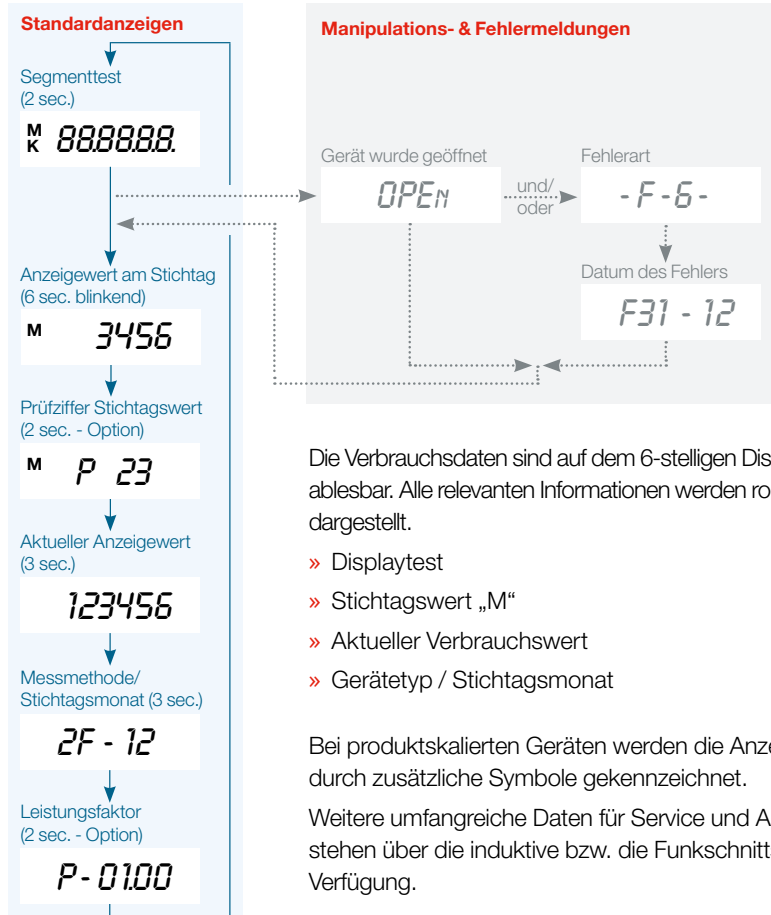 Standardanzeigen
Segmenttest
(2 sec.)
M
K
888888.
Anzeigewert am Stichtag
(6 sec. blinkend)
M 3456
Prüfziffer Stichtagswert
(2 sec. - Option)
M P 23
Aktueller Anzeigewert
(3 sec.)
123456
Messmethode/
Stichtagsmonat (3 sec.)
2F - 12
Leistungsfaktor
(2 sec. - Option)
P - 01.00
Manipulations- & Fehlermeldungen
Gerät wurde geöffnet
OPEN
und/
oder
Fehlerart
- F - 6 -
Datum des Fehlers
F31 - 12
Die Verbrauchsdaten sind auf dem 6-stelligen Dis
ablesbar. Alle relevanten Informationen werden ro
dargestellt.
» Displaytest
» Stichtagswert „M“
» Aktueller Verbrauchswert
» Gerätetyp / Stichtagsmonat
Bei produktskalierten Geräten werden die Anze
durch zusätzliche Symbole gekennzeichnet.
Weitere umfangreiche Daten für Service und A
stehen über die induktive bzw. die Funkschnitts
Verfügung.